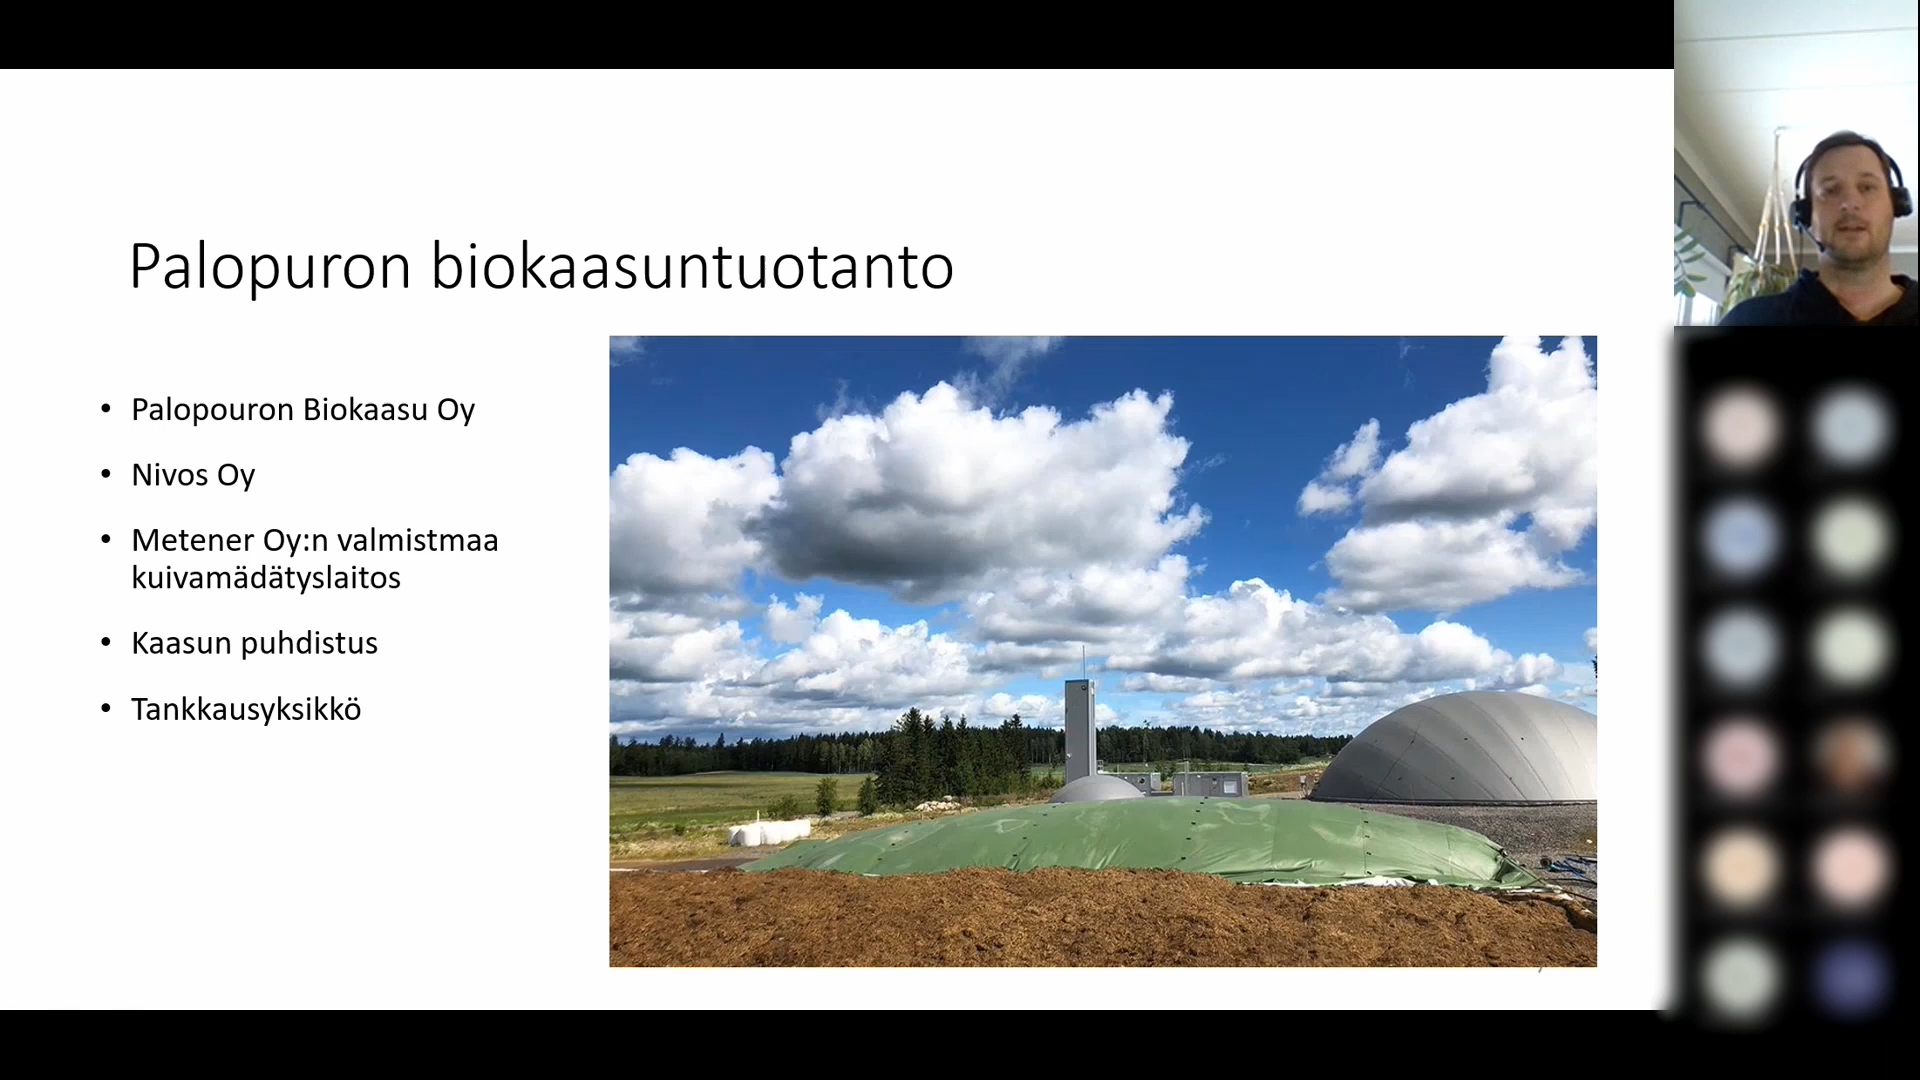 Palopuron biokaasuntuotanto
• Palopouron Biokaasu Oy
• Nivos Oy
• Metener Oy:n valmistmaa
kuivamädätyslaitos
• Kaasun puhdistus
• Tankkausyksikkö